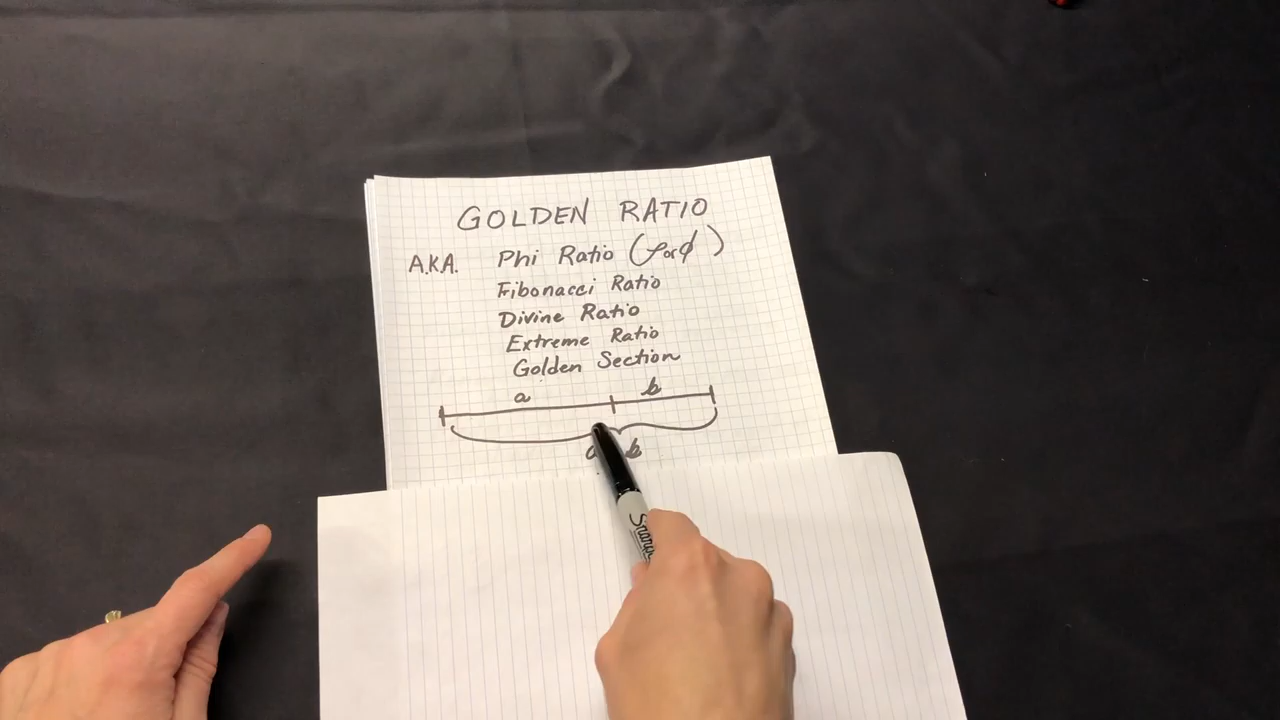 GOLDEN RATIO
A.K.A. Phi Ratio (φ or ϕ)
Fibonacci Ratio
Divine Ratio
Extreme Ratio
Golden Section
a b
b